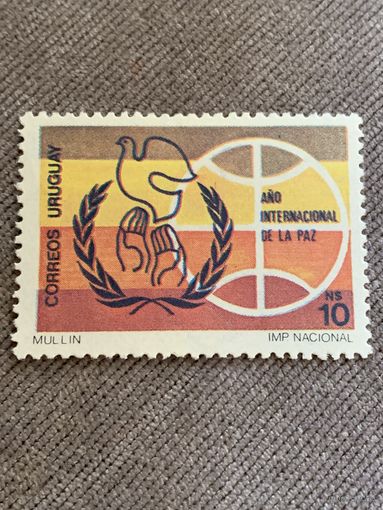 CORREOS URUGUAY
AÑO
INTERNACIONAL
DE LA PAZ
N$
10
MULLIN
IMP NACIONAL